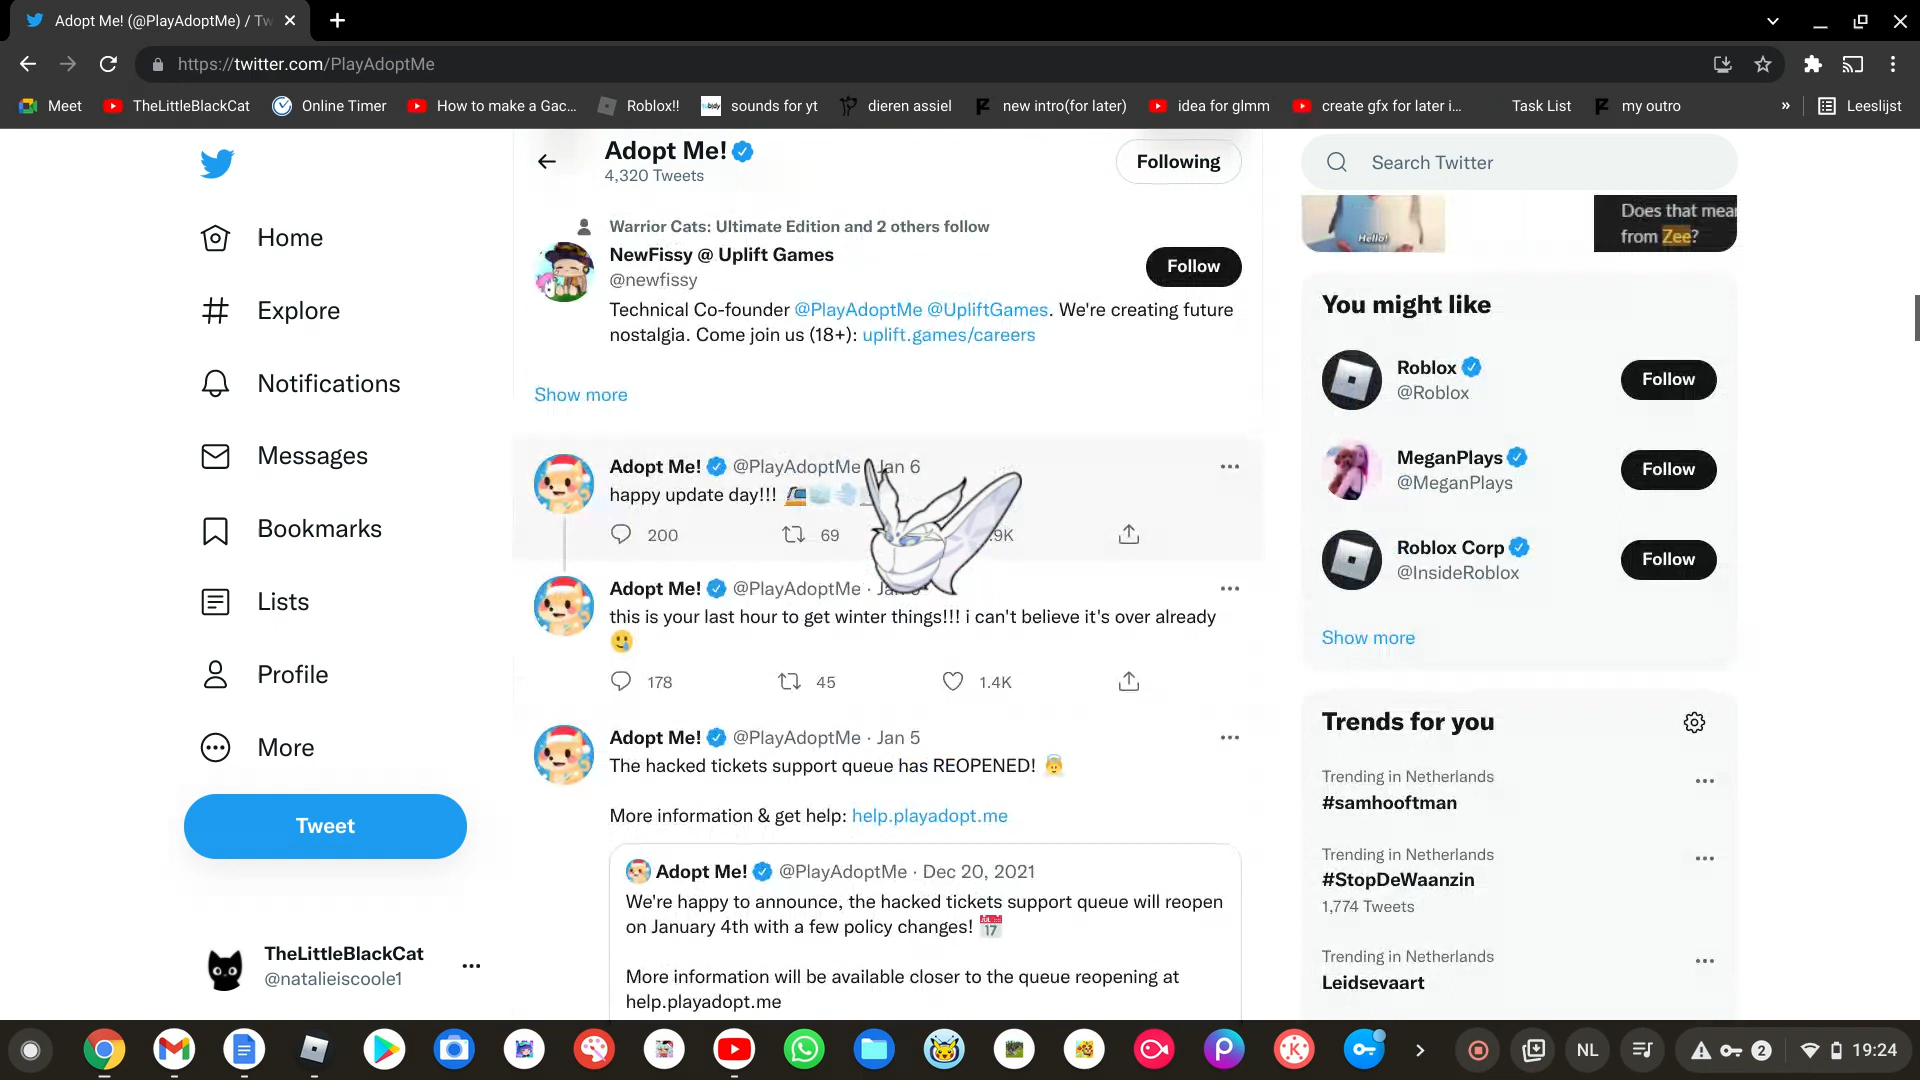 Adopt Me! (@PlayAdoptMe) / Tw
https://twitter.com/PlayAdoptMe
Meet TheLittleBlackCat Online Timer How to make a Gac... Roblox!! sounds for yt dieren assiel new intro(for later) idea for glmm create gfx for later i... Task List my outro » Leeslijst
Adopt Me!
4,320 Tweets
Following
Search Twitter
Home
Explore
Notifications
Messages
Bookmarks
Lists
Profile
More
Tweet
TheLittleBlackCat
@natalieiscoole1
Warrior Cats: Ultimate Edition and 2 others follow
NewFissy @ Uplift Games
@newfissy
Follow
Technical Co-founder @PlayAdoptMe @UpliftGames. We're creating future
nostalgia. Come join us (18+): uplift.games/careers
Show more
Adopt Me! @PlayAdoptMe Jan 6
happy update day!!!
200 69 .9K
Adopt Me! @PlayAdoptMe ·
this is your last hour to get winter things!!! i can't believe it's over already
🥲
178 45 1.4K
Adopt Me! @PlayAdoptMe · Jan 5
The hacked tickets support queue has REOPENED! 👼
More information & get help: help.playadopt.me
Adopt Me! @PlayAdoptMe · Dec 20, 2021
We're happy to announce, the hacked tickets support queue will reopen
on January 4th with a few policy changes! 📅
More information will be available closer to the queue reopening at
help.playadopt.me
Hello!
Does that mean
from Zee?
You might like
Roblox
@Roblox
Follow
MeganPlays
@MeganPlays
Follow
Roblox Corp
@InsideRoblox
Follow
Show more
Trends for you
Trending in Netherlands
#samhooftman
Trending in Netherlands
#StopDeWaanzin
1,774 Tweets
Trending in Netherlands
Leidsevaart
NL 2 19:24